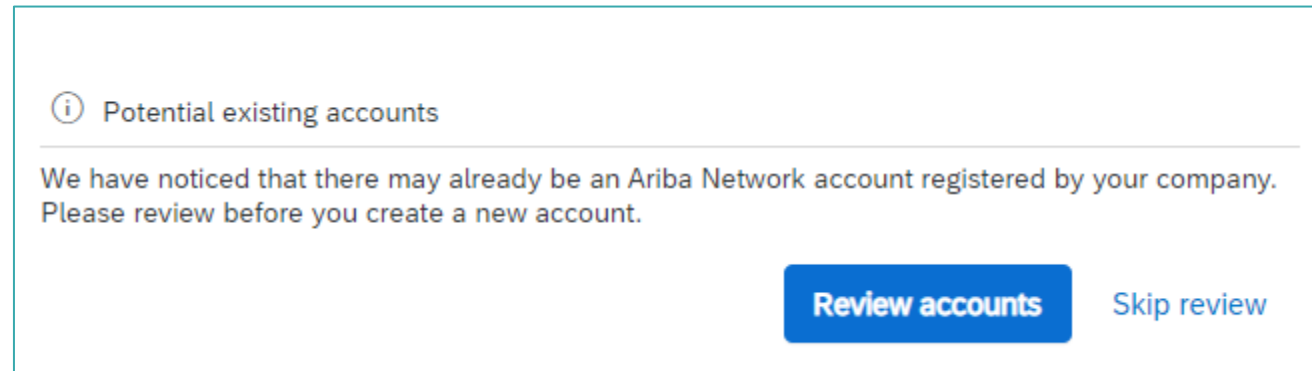 Potential existing accounts
We have noticed that there may already be an Ariba Network account registered by your company.
Please review before you create a new account.
Review accounts Skip review